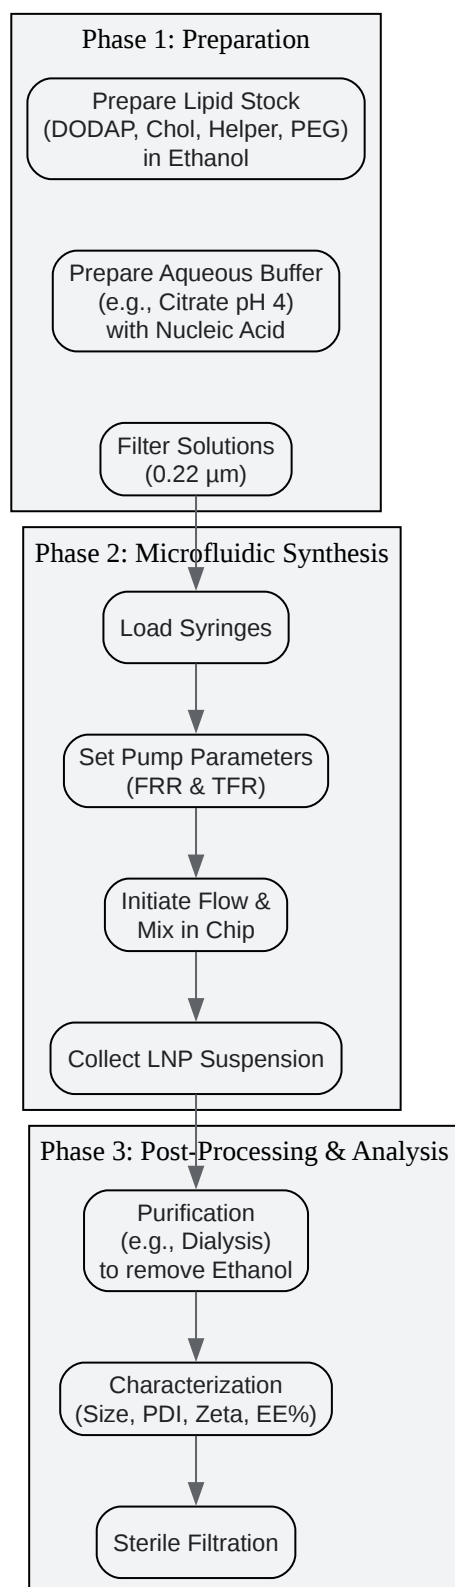 Phase 1: Preparation
Prepare Lipid Stock
(DODAP, Chol, Helper, PEG)
in Ethanol
Prepare Aqueous Buffer
(e.g., Citrate pH 4)
with Nucleic Acid
Filter Solutions
(0.22 µm)
Phase 2: Microfluidic Synthesis
Load Syringes
Set Pump Parameters
(FRR & TFR)
Initiate Flow &
Mix in Chip
Collect LNP Suspension
Phase 3: Post-Processing & Analysis
Purification
(e.g., Dialysis)
to remove Ethanol
Characterization
(Size, PDI, Zeta, EE%)
Sterile Filtration